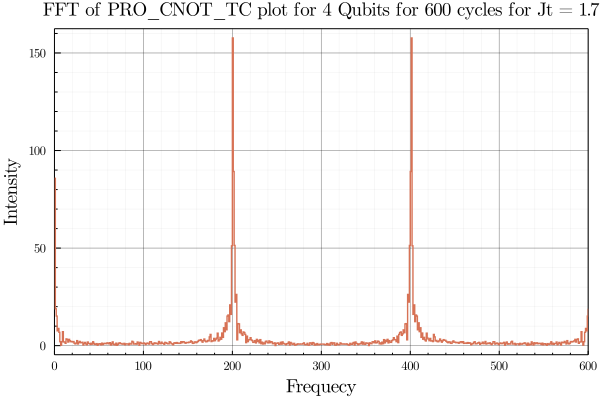 FFT of PRO_CNOT_TC plot for 4 Qubits for 600 cycles for Jt = 1.7
150
100
50
0
Intensity
0 100 200 300 400 500 600
Frequecy